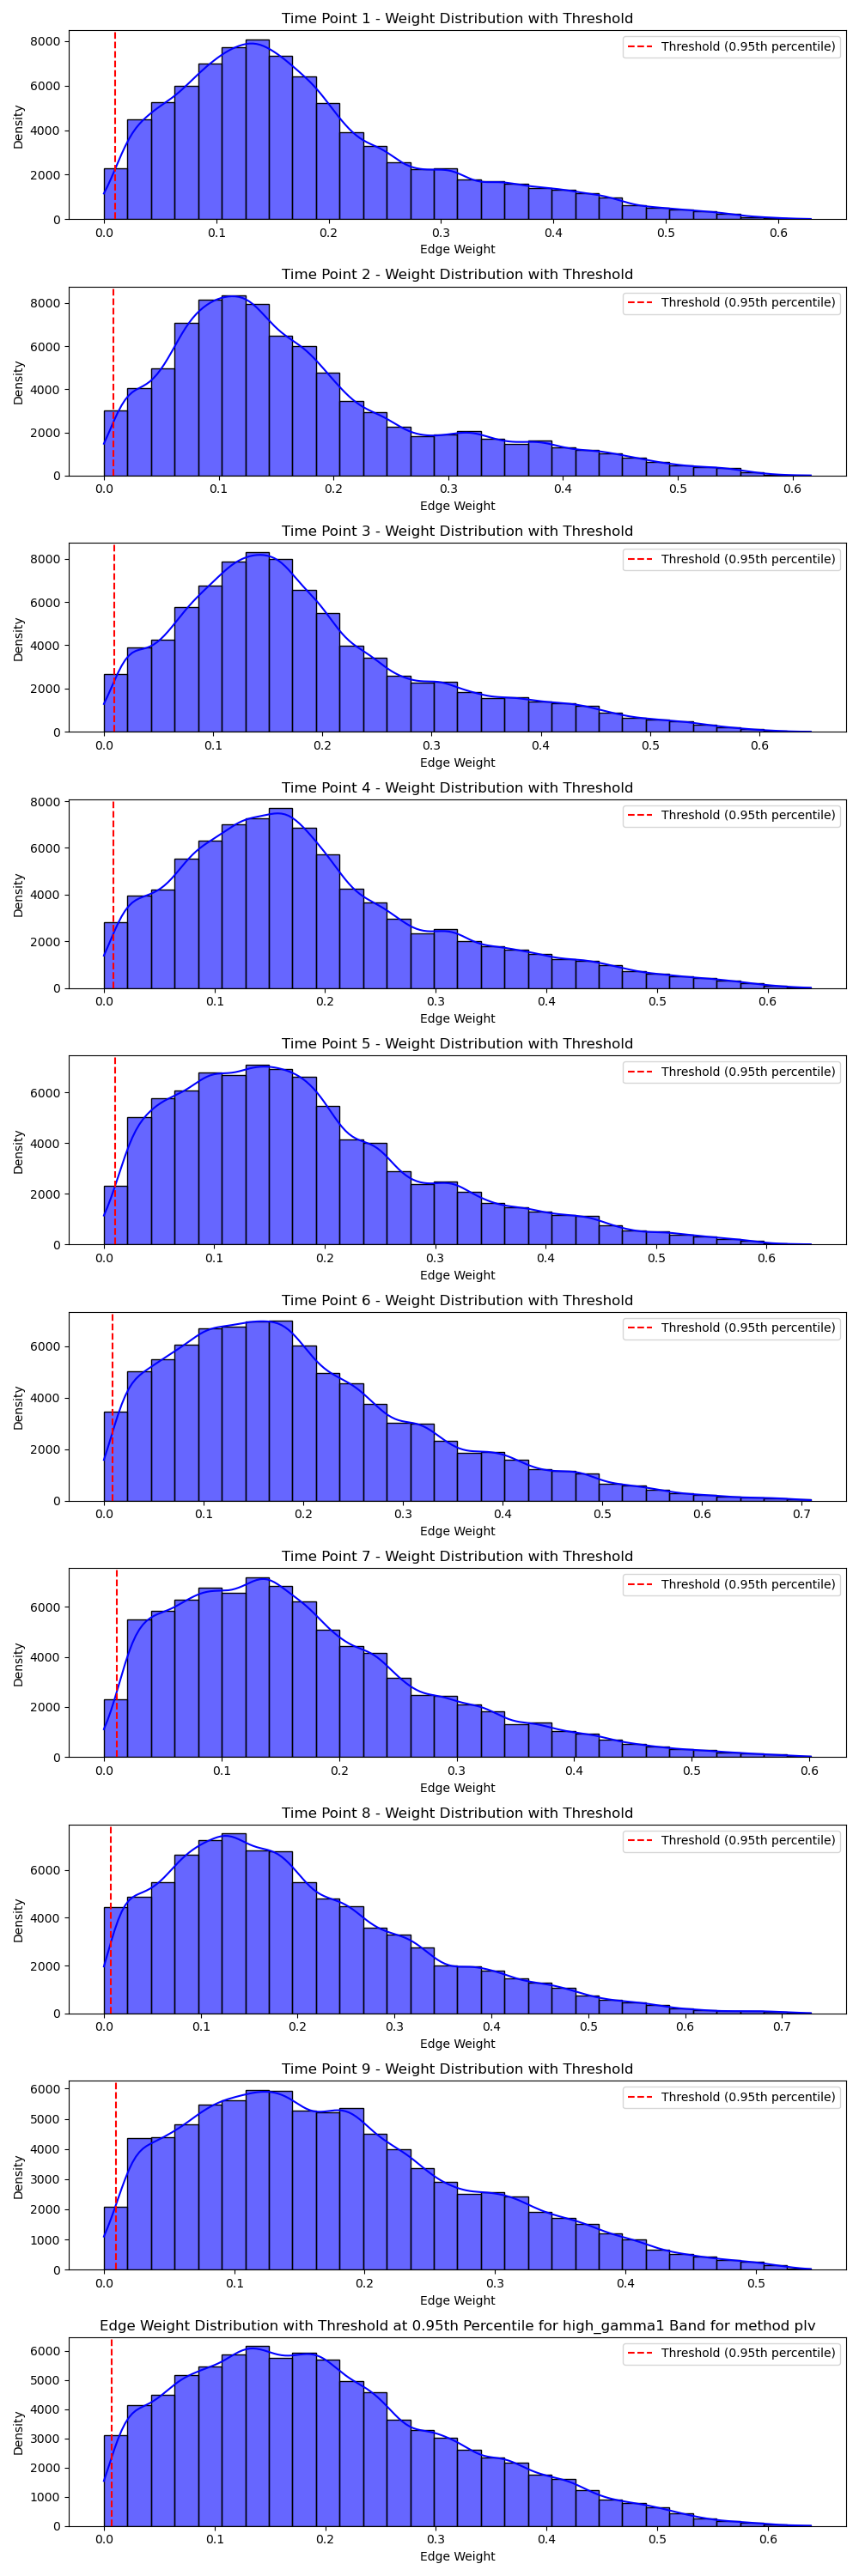 Time Point 1 - Weight Distribution with Threshold
Threshold (0.95th percentile)
Density
8000
6000
4000
2000
0
0.0 0.1 0.2 0.3 0.4 0.5 0.6
Edge Weight
Time Point 2 - Weight Distribution with Threshold
Threshold (0.95th percentile)
Density
8000
6000
4000
2000
0
0.0 0.1 0.2 0.3 0.4 0.5 0.6
Edge Weight
Time Point 3 - Weight Distribution with Threshold
Threshold (0.95th percentile)
Density
8000
6000
4000
2000
0
0.0 0.1 0.2 0.3 0.4 0.5 0.6
Edge Weight
Time Point 4 - Weight Distribution with Threshold
Threshold (0.95th percentile)
Density
8000
6000
4000
2000
0
0.0 0.1 0.2 0.3 0.4 0.5 0.6
Edge Weight
Time Point 5 - Weight Distribution with Threshold
Threshold (0.95th percentile)
Density
6000
4000
2000
0
0.0 0.1 0.2 0.3 0.4 0.5 0.6
Edge Weight
Time Point 6 - Weight Distribution with Threshold
Threshold (0.95th percentile)
Density
6000
4000
2000
0
0.0 0.1 0.2 0.3 0.4 0.5 0.6 0.7
Edge Weight
Time Point 7 - Weight Distribution with Threshold
Threshold (0.95th percentile)
Density
6000
4000
2000
0
0.0 0.1 0.2 0.3 0.4 0.5 0.6
Edge Weight
Time Point 8 - Weight Distribution with Threshold
Threshold (0.95th percentile)
Density
6000
4000
2000
0
0.0 0.1 0.2 0.3 0.4 0.5 0.6 0.7
Edge Weight
Time Point 9 - Weight Distribution with Threshold
Threshold (0.95th percentile)
Density
6000
5000
4000
3000
2000
1000
0
0.0 0.1 0.2 0.3 0.4 0.5
Edge Weight
Edge Weight Distribution with Threshold at 0.95th Percentile for high_gamma1 Band for method plv
Threshold (0.95th percentile)
Density
6000
5000
4000
3000
2000
1000
0
0.0 0.1 0.2 0.3 0.4 0.5 0.6
Edge Weight